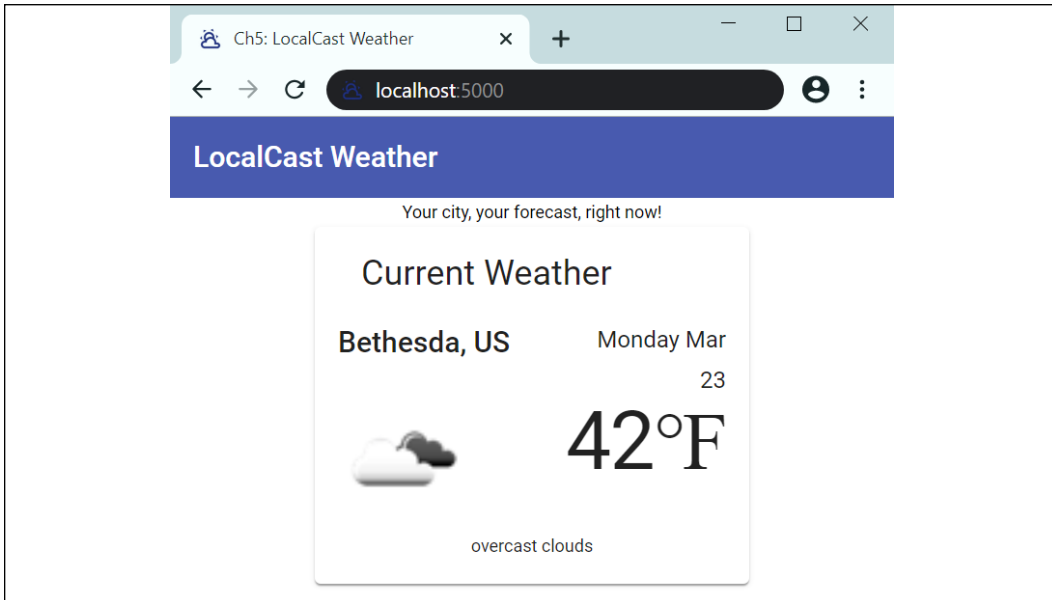 Ch5: LocalCast Weather
localhost:5000
LocalCast Weather
Your city, your forecast, right now!
Current Weather
Bethesda, US
Monday Mar
23
42°F
overcast clouds